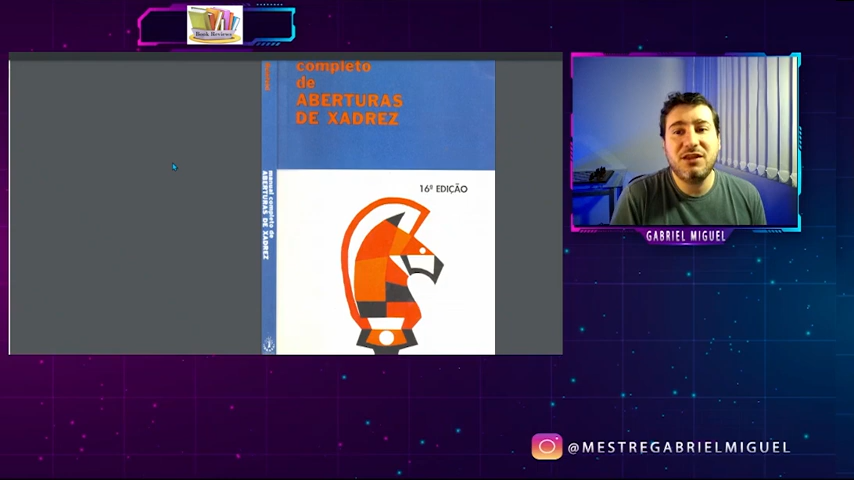 Book Reviews
completo
de
ABERTURAS
DE XADREZ
manual completo de
ABERTURAS DE XADREZ
16ª EDIÇÃO
GABRIEL MIGUEL
@MESTREGABRIELMIGUEL